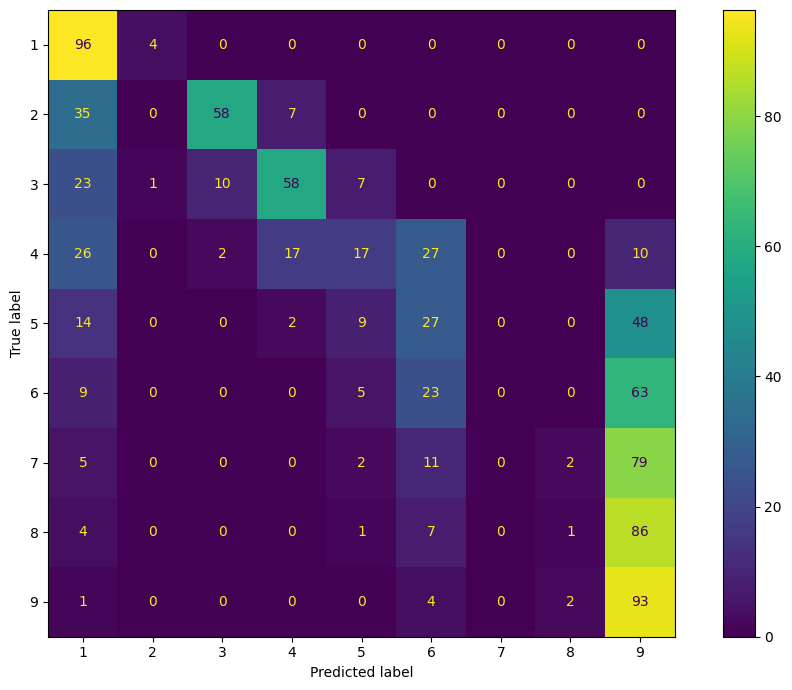 1 96 4 0 0 0 0 0 0 0
2 35 0 58 7 0 0 0 0 0
3 23 1 10 58 7 0 0 0 0
4 26 0 2 17 17 27 0 0 10
5 14 0 0 2 9 27 0 0 48
6 9 0 0 0 5 23 0 0 63
7 5 0 0 0 2 11 0 2 79
8 4 0 0 0 1 7 0 1 86
9 1 0 0 0 0 4 0 2 93
1 2 3 4 5 6 7 8 9
Predicted label
True label
80
60
40
20
0